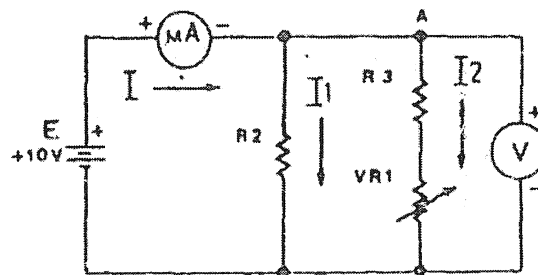 A
+ MA -
I
I1
R3
I2
E
+
+10V
R2
VR1
+
V
-